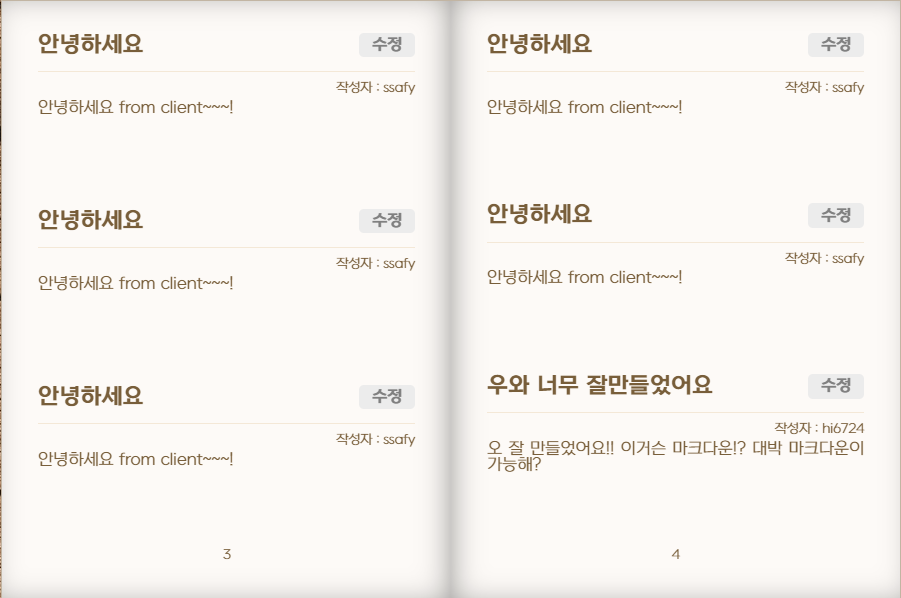 안녕하세요
수정
작성자 : ssafy
안녕하세요 from client~~~!
안녕하세요
수정
작성자 : ssafy
안녕하세요 from client~~~!
안녕하세요
수정
작성자 : ssafy
안녕하세요 from client~~~!
3
안녕하세요
수정
작성자 : ssafy
안녕하세요 from client~~~!
안녕하세요
수정
작성자 : ssafy
안녕하세요 from client~~~!
우와 너무 잘만들었어요
수정
작성자 : hi6724
오 잘 만들었어요!! 이거슨 마크다운!? 대박 마크다운이
가능해?
4